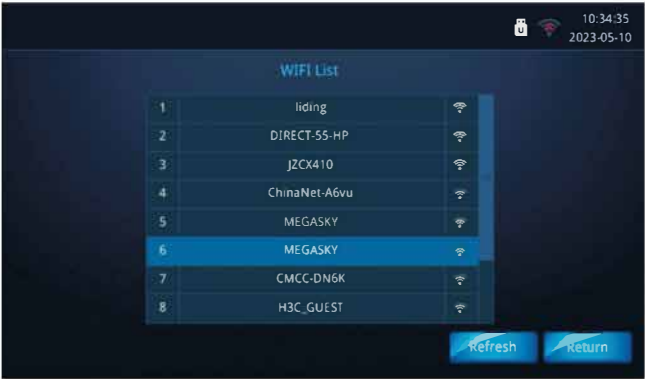 10:34:35
U
2023-05-10
WIFI List
1 liding
2 DIRECT-55-HP
3 JZCX410
4 ChinaNet-A6vu
5 MEGASKY
6 MEGASKY
7 CMCC-DN6K
8 H3C_GUEST
Refresh Return